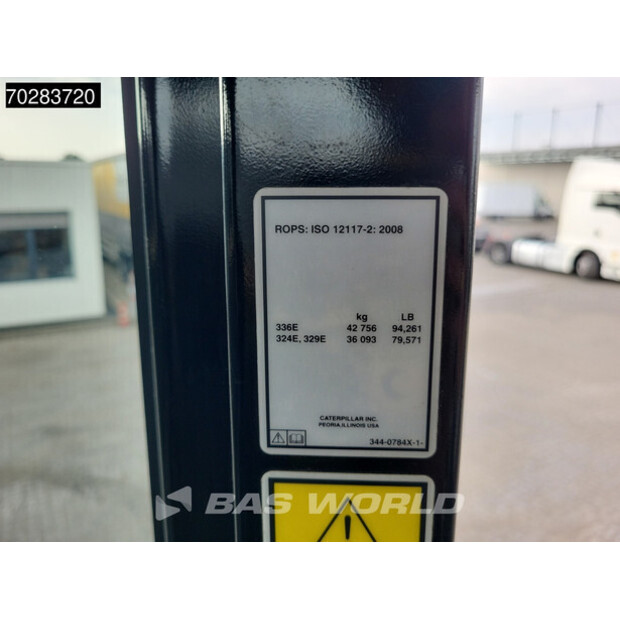 70283720
ROPS: ISO 12117-2: 2008
kg LB
336E 42 756 94,261
324E, 329E 36 093 79,571
CATERPILLAR INC.
PEORIA, ILLINOIS USA
344-0784X-1-
BAS WORLD